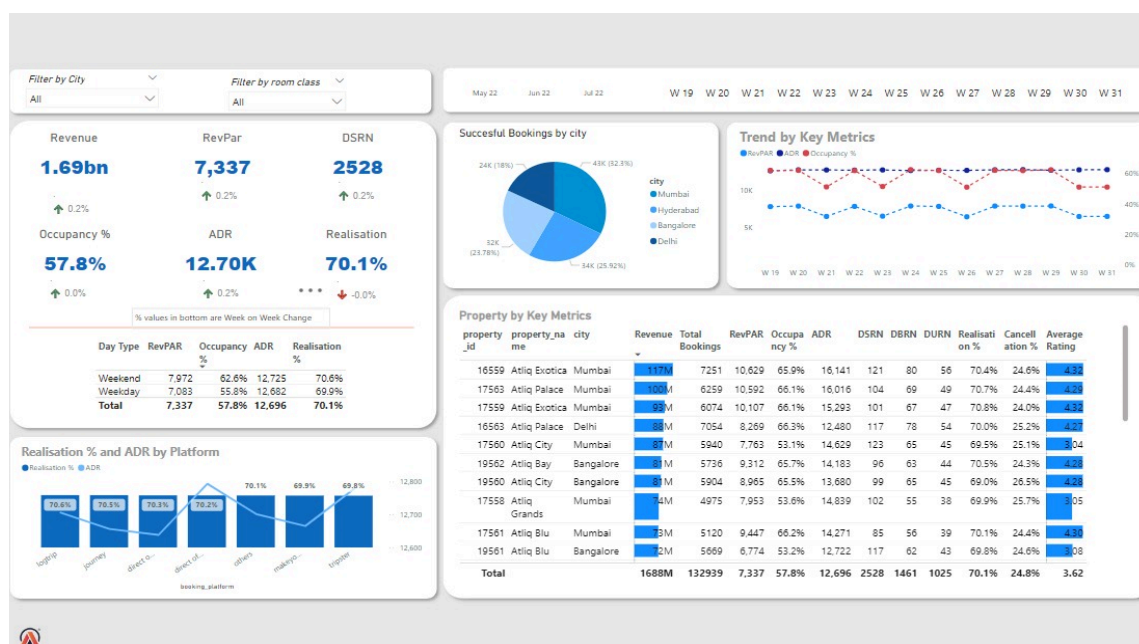 Filter by City
All
Filter by room class
All
May 22 Jun 22 Jul 22 W 19 W 20 W 21 W 22 W 23 W 24 W 25 W 26 W 27 W 28 W 29 W 30 W 31
Revenue RevPar DSRN
1.69bn 7,337 2528
0.2% 0.2% 0.2%
Occupancy % ADR Realisation
57.8% 12.70K 70.1%
0.0% 0.2% -0.0%
% values in bottom are Week on Week Change
Day Type RevPAR Occupancy % ADR Realisation %
Weekend 7,972 62.6% 12,725 70.6%
Weekday 7,083 55.8% 12,682 69.9%
Total 7,337 57.8% 12,696 70.1%
Realisation % and ADR by Platform
Realisation % ADR
70.6% 70.5% 70.3% 70.2% 70.1% 69.9% 69.8%
12,800
12,700
12,600
logtrip journey direct o... direct of... others makeyo... tripster
booking_platform
Succesful Bookings by city
24K (18%)
43K (32.3%)
32K
(23.78%)
34K (25.92%)
city
Mumbai
Hyderabad
Bangalore
Delhi
Trend by Key Metrics
RevPAR ADR Occupancy %
10K
5K
60%
40%
20%
0%
W 19 W 20 W 21 W 22 W 23 W 24 W 25 W 26 W 27 W 28 W 29 W 30 W 31
Property by Key Metrics
property_id property_name city Revenue Total Bookings RevPAR Occupancy % ADR DSRN DBRN DURN Realisation % Cancellation % Average Rating
16559 Atliq Exotica Mumbai 117M 7251 10,629 65.9% 16,141 121 80 56 70.4% 24.6% 4.32
17563 Atliq Palace Mumbai 100M 6259 10,592 66.1% 16,016 104 69 49 70.7% 24.4% 4.29
17559 Atliq Exotica Mumbai 93M 6074 10,107 66.1% 15,293 101 67 47 70.8% 24.0% 4.32
16563 Atliq Palace Delhi 88M 7054 8,269 66.3% 12,480 117 78 54 70.0% 25.2% 4.27
17560 Atliq City Mumbai 87M 5940 7,763 53.1% 14,629 123 65 45 69.5% 25.1% 3.04
19562 Atliq Bay Bangalore 81M 5736 9,312 65.7% 14,183 96 63 44 70.5% 24.3% 4.28
19560 Atliq City Bangalore 81M 5904 8,965 65.5% 13,680 99 65 45 69.0% 26.5% 4.28
17558 Atliq Grands Mumbai 74M 4975 7,953 53.6% 14,839 102 55 38 69.9% 25.7% 3.05
17561 Atliq Blu Mumbai 73M 5120 9,447 66.2% 14,271 85 56 39 70.1% 24.4% 4.30
19561 Atliq Blu Bangalore 72M 5669 6,774 53.2% 12,722 117 62 43 69.8% 24.6% 3.08
Total 1688M 132939 7,337 57.8% 12,696 2528 1461 1025 70.1% 24.8% 3.62